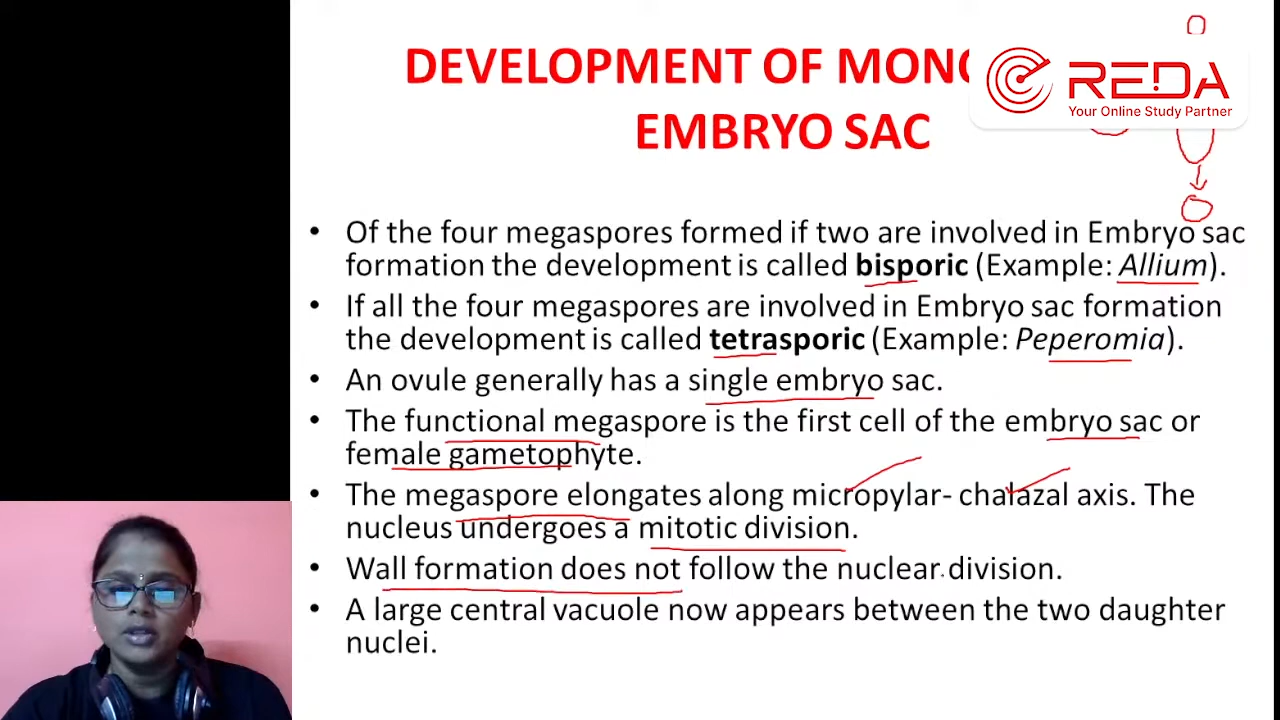 DEVELOPMENT OF
EMBRYO SAC
REDA
Your Online Study Partner
• Of the four megaspores formed if two are involved in Embryo sac
formation the development is called bisporic (Example: Allium).
• If all the four megaspores are involved in Embryo sac formation
the development is called tetrasporic (Example: Peperomia).
• An ovule generally has a single embryo sac.
• The functional megaspore is the first cell of the embryo sac or
female gametophyte.
• The megaspore elongates along micropylar- chalazal axis. The
nucleus undergoes a mitotic division.
• Wall formation does not follow the nuclear division.
• A large central vacuole now appears between the two daughter
nuclei.